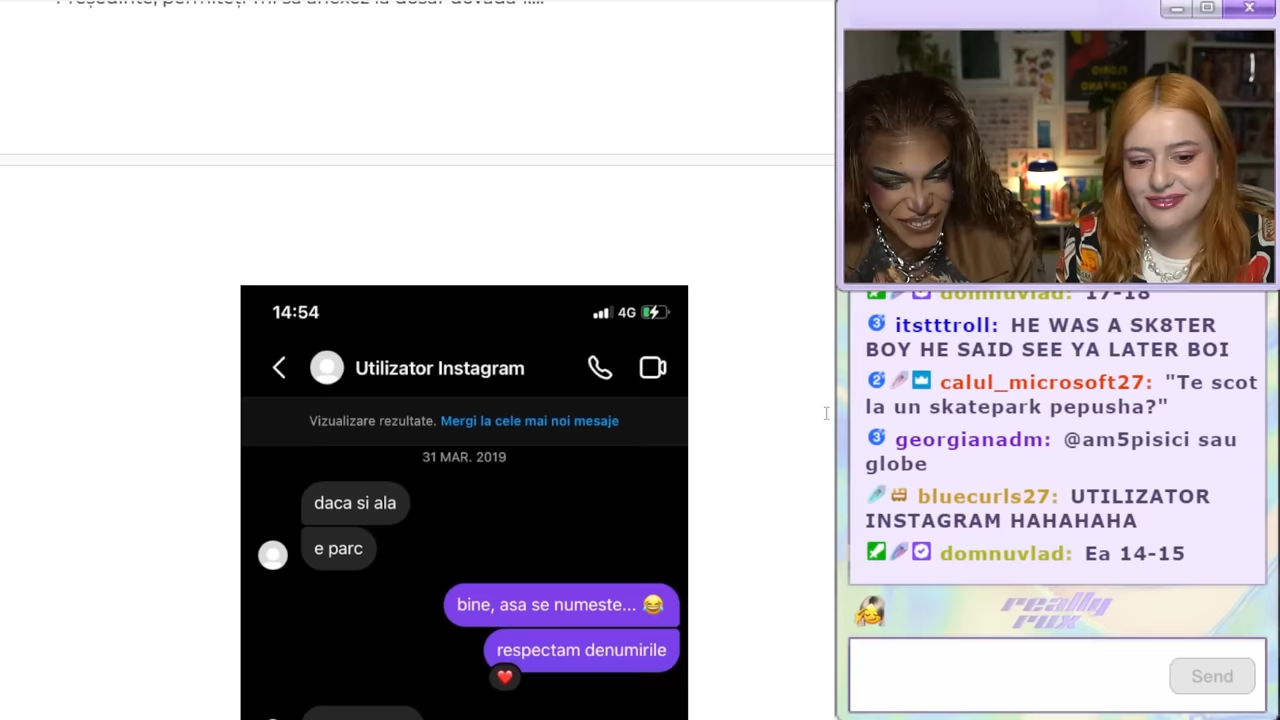 Președinte, permiteți-mi să anexez la dosar dovada 1....
14:54
4G
Utilizator Instagram
Vizualizare rezultate. Mergi la cele mai noi mesaje
31 MAR. 2019
daca si ala
e parc
bine, asa se numeste... 😂
respectam denumirile
❤️
domnuvlad: 17-18
itstttroll: HE WAS A SK8TER
BOY HE SAID SEE YA LATER BOI
calul_microsoft27: "Te scot
la un skatepark pepusha?"
georgianadm: @am5pisici sau
globe
bluecurls27: UTILIZATOR
INSTAGRAM HAHAHAHA
domnuvlad: Ea 14-15
really
rux
Send